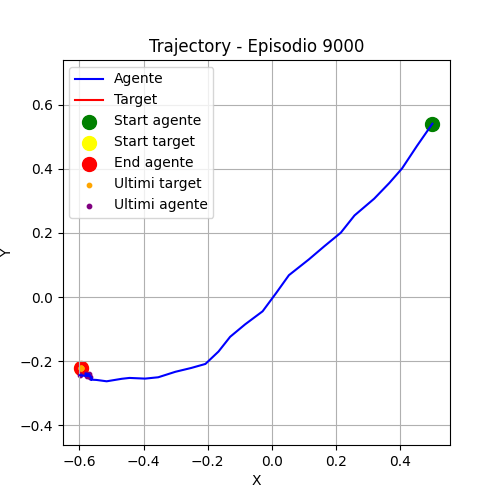 Trajectory - Episodio 9000
Agente
Target
Start agente
Start target
End agente
Ultimi target
Ultimi agente
Y
0.6
0.4
0.2
0.0
−0.2
−0.4
−0.6 −0.4 −0.2 0.0 0.2 0.4
X